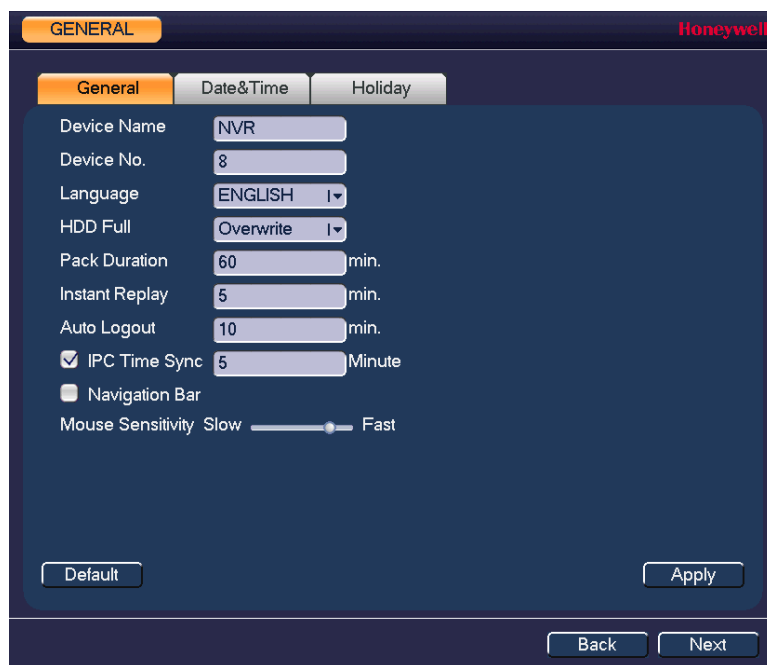 GENERAL
Honeywell
General Date&Time Holiday
Device Name NVR
Device No. 8
Language ENGLISH
HDD Full Overwrite
Pack Duration 60 min.
Instant Replay 5 min.
Auto Logout 10 min.
IPC Time Sync 5 Minute
Navigation Bar
Mouse Sensitivity Slow Fast
Default Apply
Back Next